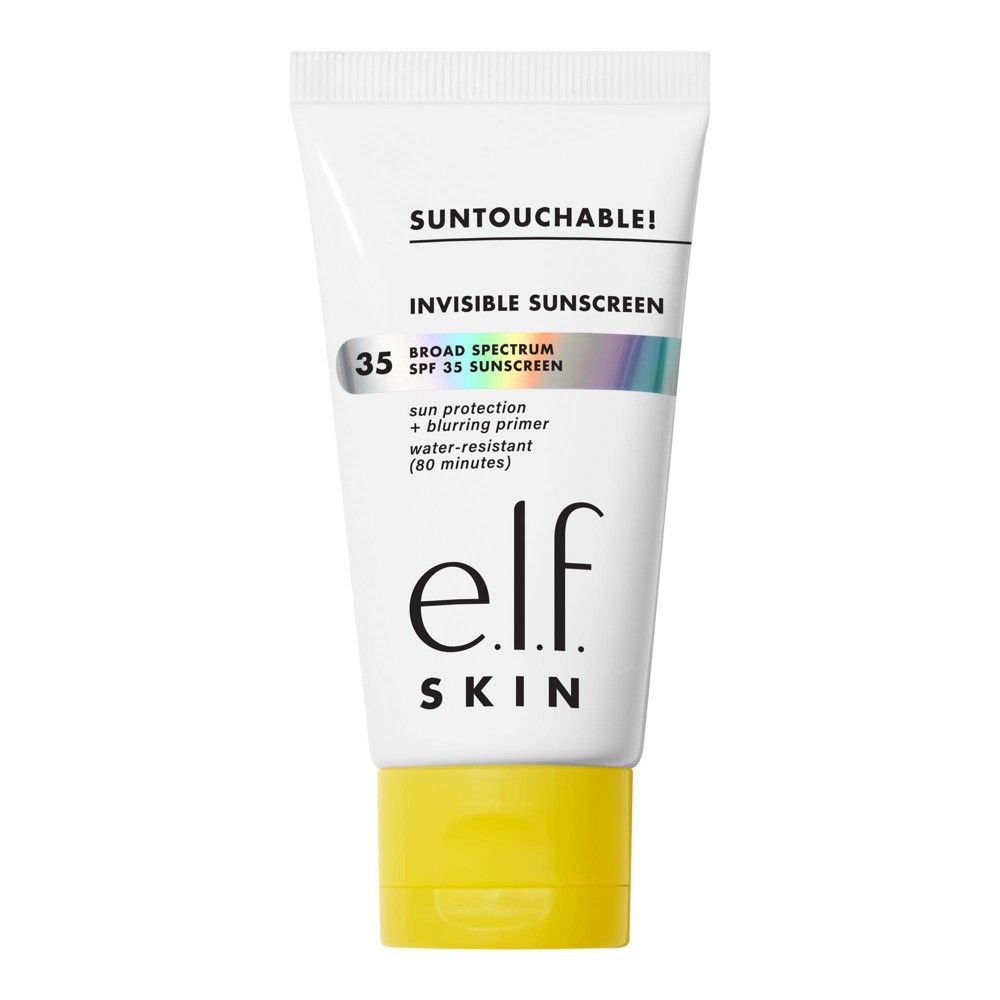 SUNTOUCHABLE!
INVISIBLE SUNSCREEN
35
BROAD SPECTRUM
SPF 35 SUNSCREEN
sun protection
+ blurring primer
water-resistant
(80 minutes)
e.l.f.
SKIN